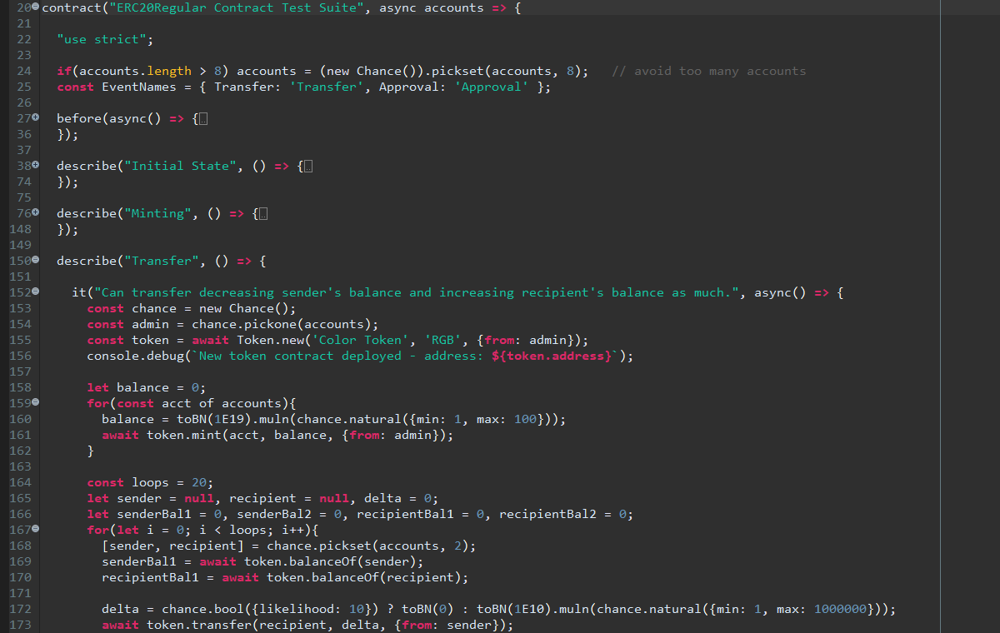 20 contract("ERC20Regular Contract Test Suite", async accounts => {
21
22   "use strict";
23
24   if(accounts.length > 8) accounts = (new Chance()).pickset(accounts, 8);   // avoid too many accounts
25   const EventNames = { Transfer: 'Transfer', Approval: 'Approval' };
26
27   before(async() => {
36   });
37
38   describe("Initial State", () => {
74   });
75
76   describe("Minting", () => {
148   });
149
150   describe("Transfer", () => {
151
152     it("Can transfer decreasing sender's balance and increasing recipient's balance as much.", async() => {
153       const chance = new Chance();
154       const admin = chance.pickone(accounts);
155       const token = await Token.new('Color Token', 'RGB', {from: admin});
156       console.debug(`New token contract deployed - address: ${token.address}`);
157
158       let balance = 0;
159       for(const acct of accounts){
160         balance = toBN(1E19).muln(chance.natural({min: 1, max: 100}));
161         await token.mint(acct, balance, {from: admin});
162       }
163
164       const loops = 20;
165       let sender = null, recipient = null, delta = 0;
166       let senderBal1 = 0, senderBal2 = 0, recipientBal1 = 0, recipientBal2 = 0;
167       for(let i = 0; i < loops; i++){
168         [sender, recipient] = chance.pickset(accounts, 2);
169         senderBal1 = await token.balanceOf(sender);
170         recipientBal1 = await token.balanceOf(recipient);
171
172         delta = chance.bool({likelihood: 10}) ? toBN(0) : toBN(1E10).muln(chance.natural({min: 1, max: 1000000}));
173         await token.transfer(recipient, delta, {from: sender});